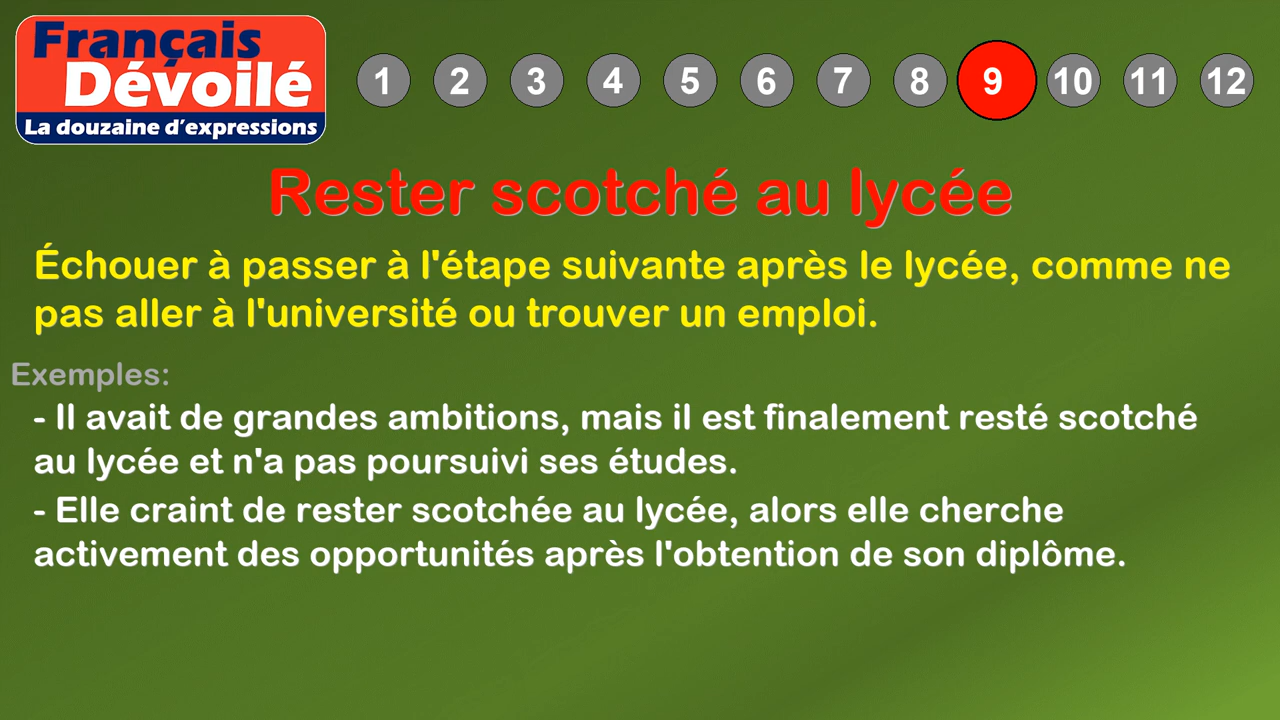 Français
Dévoilé
La douzaine d'expressions
1 2 3 4 5 6 7 8 9 10 11 12
Rester scotché au lycée
Échouer à passer à l'étape suivante après le lycée, comme ne
pas aller à l'université ou trouver un emploi.
Exemples:
- Il avait de grandes ambitions, mais il est finalement resté scotché
au lycée et n'a pas poursuivi ses études.
- Elle craint de rester scotchée au lycée, alors elle cherche
activement des opportunités après l'obtention de son diplôme.